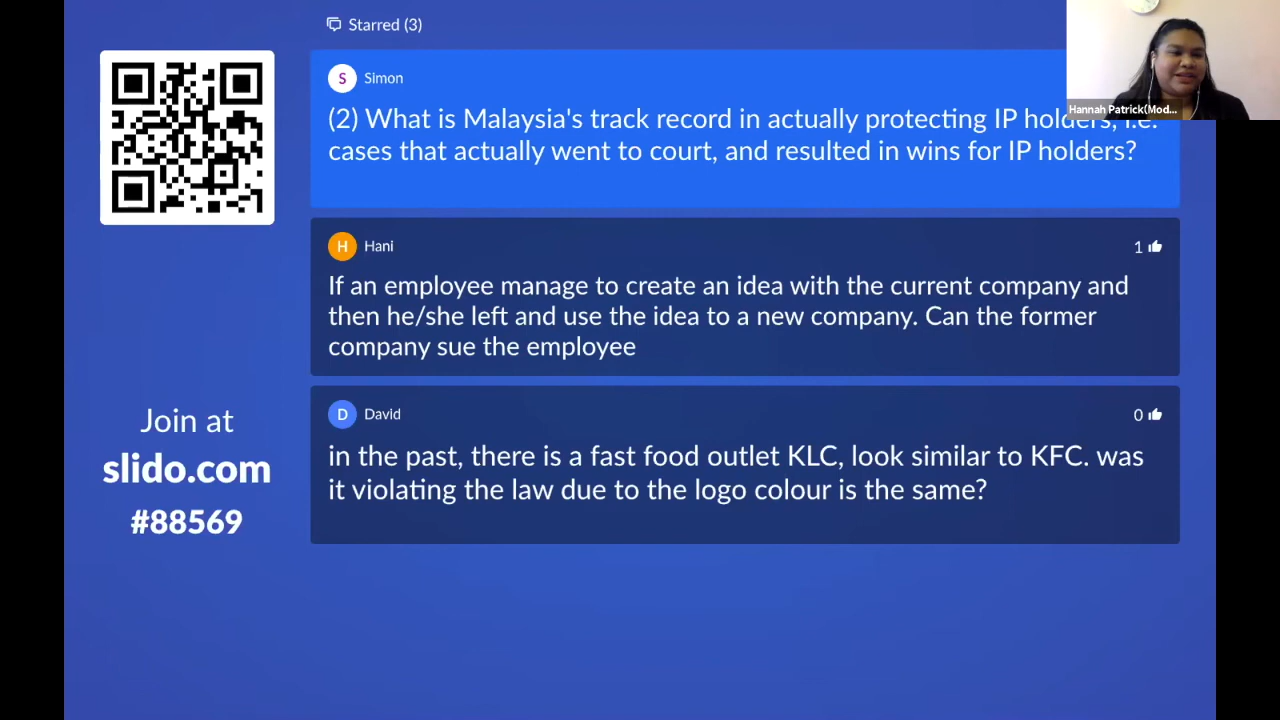 Starred (3)
S Simon
(2) What is Malaysia's track record in actually protecting IP holders, i.e.
cases that actually went to court, and resulted in wins for IP holders?
Hannah Patrick(Mod...
H Hani
1
If an employee manage to create an idea with the current company and
then he/she left and use the idea to a new company. Can the former
company sue the employee
D David
0
in the past, there is a fast food outlet KLC, look similar to KFC. was
it violating the law due to the logo colour is the same?
Join at
slido.com
#88569